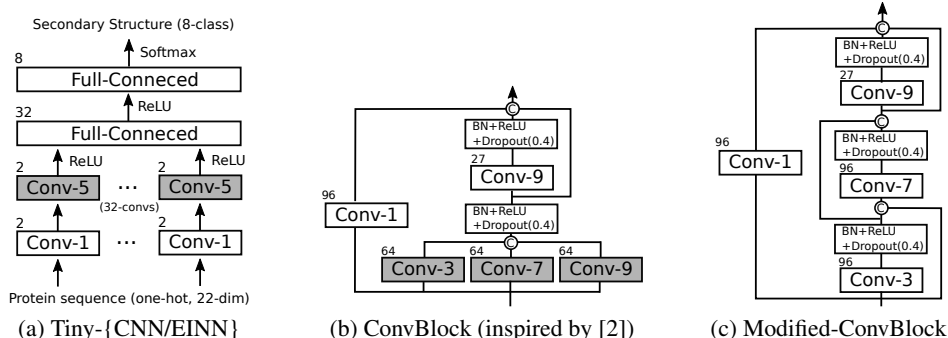 Secondary Structure (8-class)
Softmax
8
Full-Conneced
ReLU
32
Full-Conneced
ReLU
ReLU
2
2
Conv-5
...
Conv-5
(32-convs)
2
2
Conv-1
...
Conv-1
Protein sequence (one-hot, 22-dim)
(a) Tiny-{CNN/EINN}
C
BN+ReLU
+Dropout(0.4)
27
Conv-9
96
Conv-1
BN+ReLU
+Dropout(0.4)
C
64
64
64
Conv-3
Conv-7
Conv-9
(b) ConvBlock (inspired by [2])
C
BN+ReLU
+Dropout(0.4)
27
Conv-9
C
BN+ReLU
+Dropout(0.4)
96
Conv-1
96
Conv-7
C
BN+ReLU
+Dropout(0.4)
96
Conv-3
(c) Modified-ConvBlock